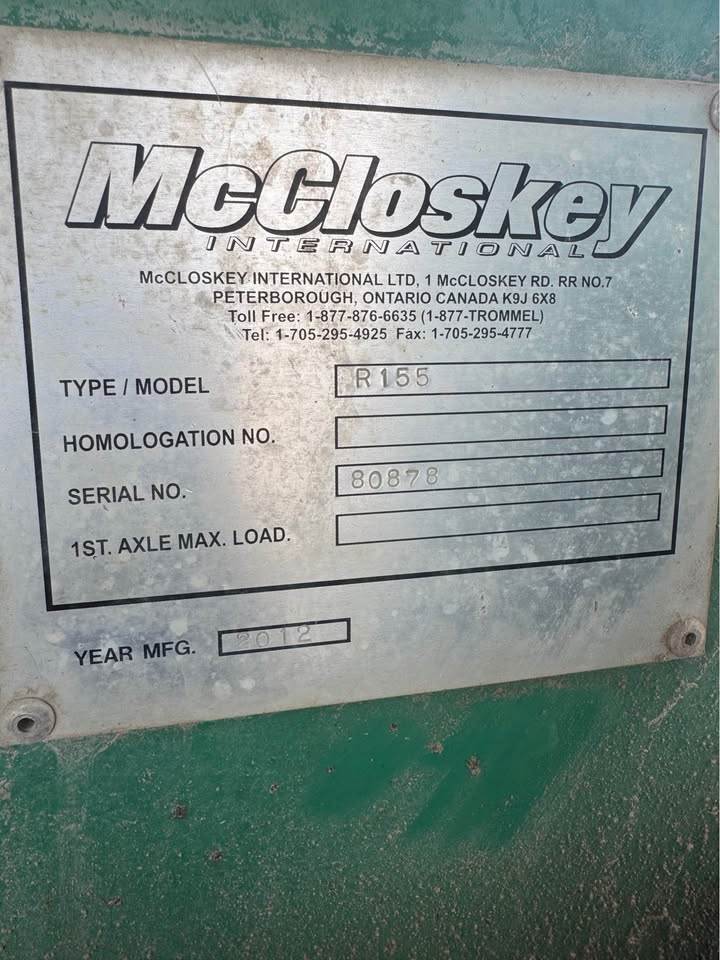 McCloskey
INTERNATIONAL
McCLOSKEY INTERNATIONAL LTD, 1 McCLOSKEY RD. RR NO.7
PETERBOROUGH, ONTARIO CANADA K9J 6X8
Toll Free: 1-877-876-6635 (1-877-TROMMEL)
Tel: 1-705-295-4925 Fax: 1-705-295-4777
TYPE / MODEL R155
HOMOLOGATION NO.
SERIAL NO. 80878
1ST. AXLE MAX. LOAD.
YEAR MFG. 2012